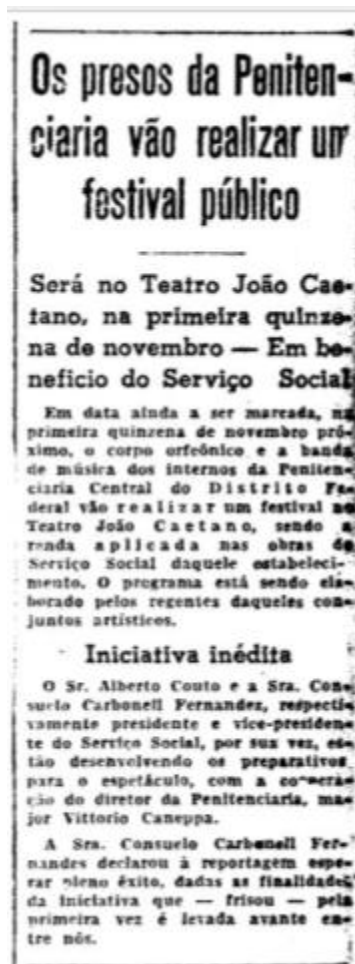 Os presos da Peniten-
ciaria vão realizar um
festival público
Será no Teatro João Cae-
tano, na primeira quinze-
na de novembro — Em be-
neficio do Serviço Social
Em data ainda a ser marcada, na
primeira quinzena de novembro pró-
ximo, o corpo orfeônico e a banda
de música dos internos da Peniten-
ciaria Central do Distrito Fe-
deral vão realizar um festival no
Teatro João Caetano, sendo a
renda aplicada nas obras do
Serviço Social daquele estabeleci-
mento. O programa está sendo ela-
borado pelos regentes daqueles con-
juntos artísticos.
Iniciativa inédita
O Sr. Alberto Couto e a Sra. Con-
suelo Carbonell Fernandez, respecti-
vamente presidente e vice-presiden-
te do Serviço Social, por sua vez, es-
tão desenvolvendo os preparativos
para o espetáculo, com a coopera-
ção do diretor da Penitenciaria, ma-
jor Vittorio Caneppa.
A Sra. Consuelo Carbonell Fer-
nandes declarou à reportagem espe-
rar pleno êxito, dadas as finalidades
da iniciativa que — frisou — pela
primeira vez é levada avante en-
tre nós.